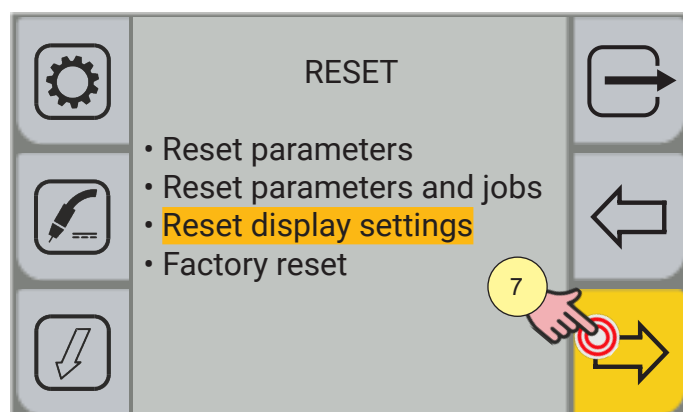 RESET
• Reset parameters
• Reset parameters and jobs
• Reset display settings
• Factory reset
7